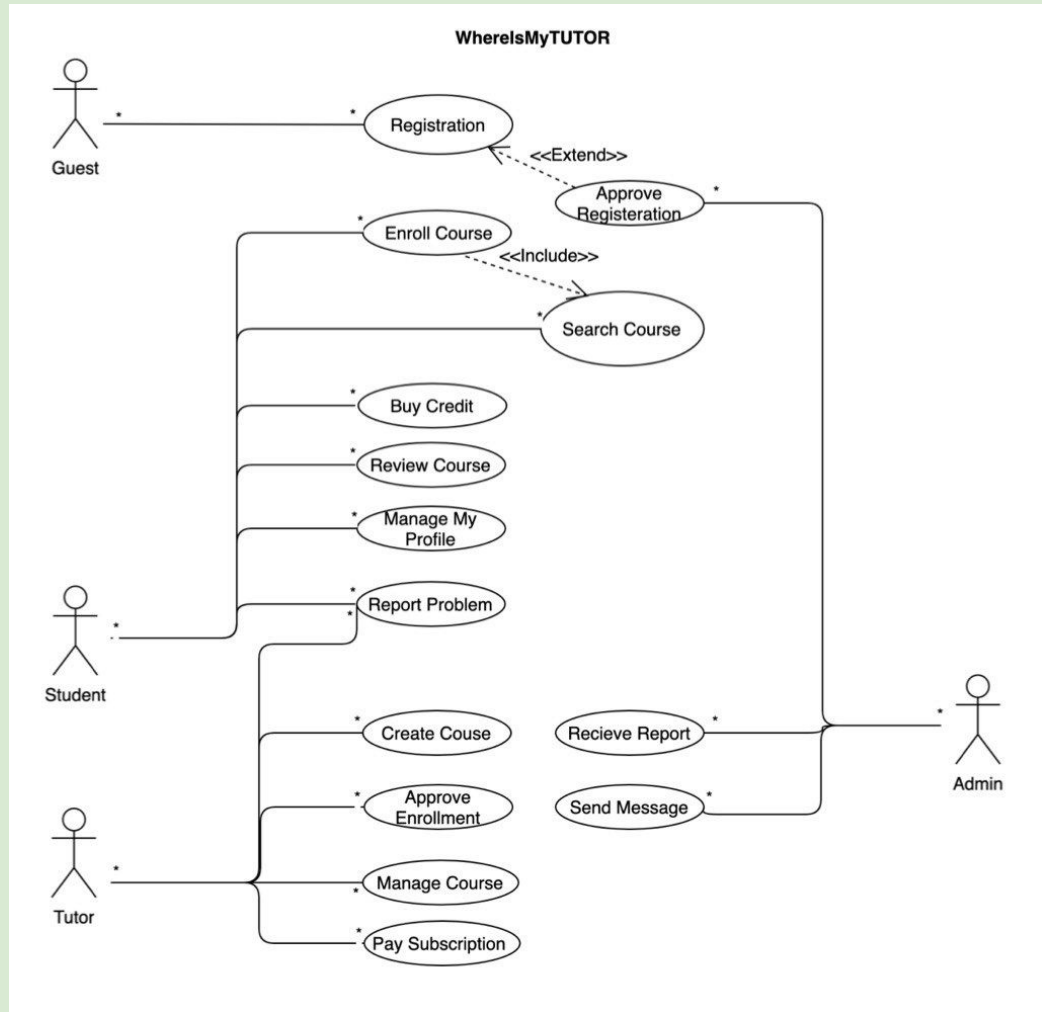 WhereIsMyTUTOR
*
*
Registration
Guest
<<Extend>>
Approve
Registeration
*
*
Enroll Course
<<Include>>
*
Search Course
*
Buy Credit
*
Review Course
*
Manage My
Profile
*
Report Problem
*
*
Student
*
Create Couse
Recieve Report
*
*
Admin
*
Approve
Enrollment
Send Message
*
*
Tutor
Manage Course
*
*
Pay Subscription